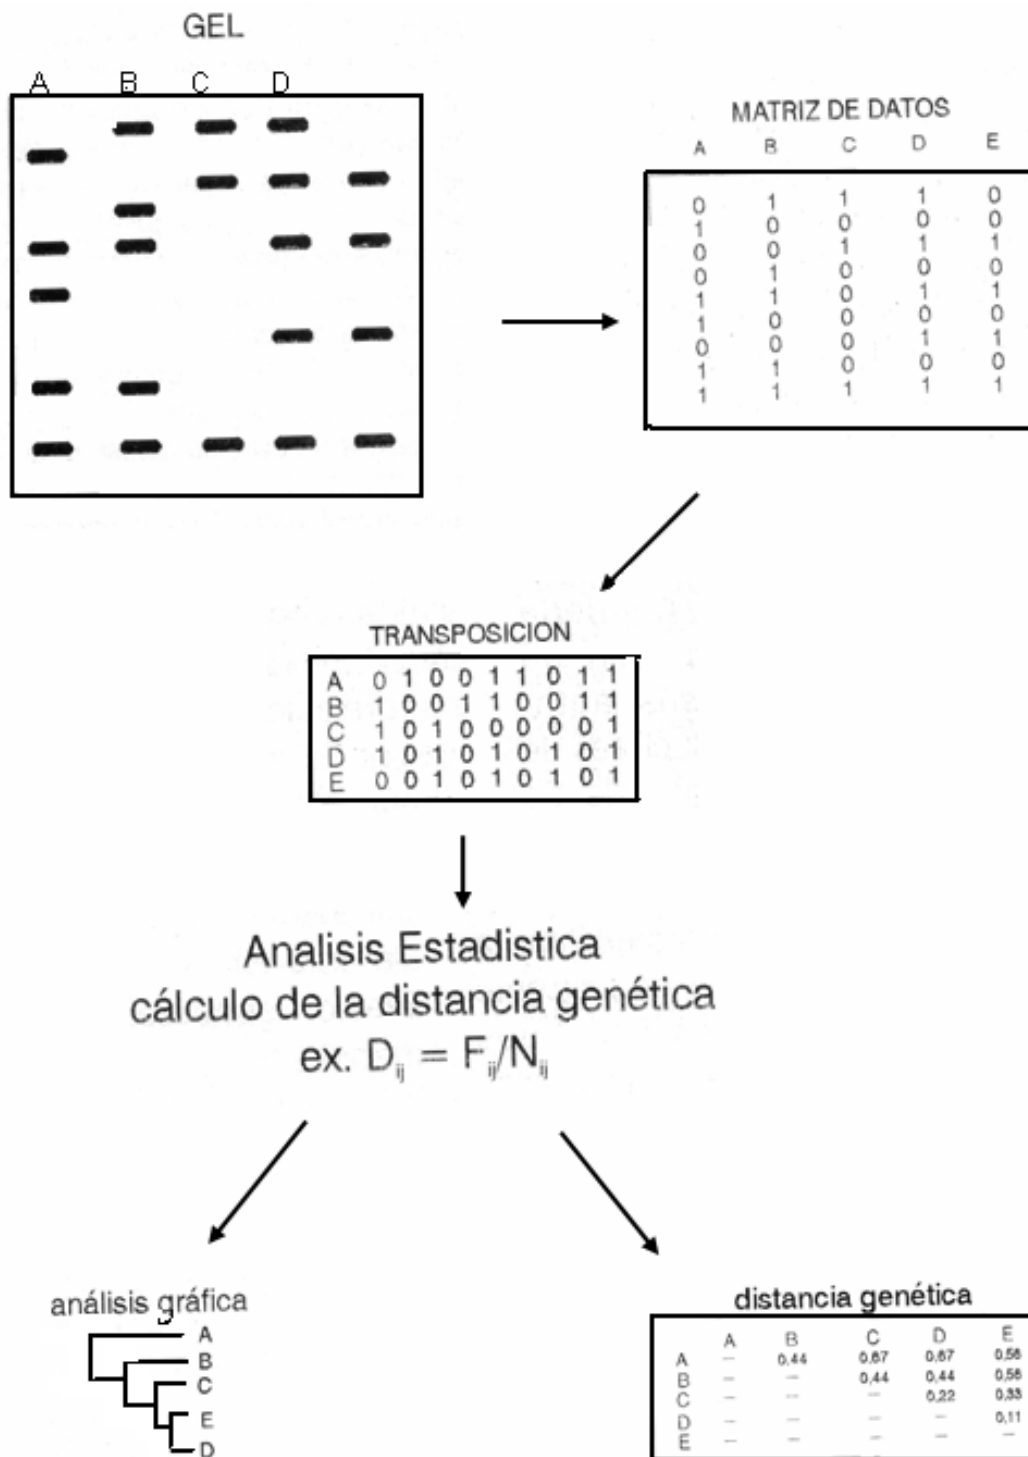 GEL
A B C D
MATRIZ DE DATOS
A B C D E
0 1 1 1 0
1 0 0 0 0
0 0 1 1 1
0 1 0 0 0
1 1 0 1 1
1 0 0 0 0
0 0 0 1 1
1 1 0 0 0
1 1 1 1 1
TRANSPOSICION
A 0 1 0 0 1 1 0 1 1
B 1 0 0 1 1 0 0 1 1
C 1 0 1 0 0 0 0 0 1
D 1 0 1 0 1 0 1 0 1
E 0 0 1 0 1 0 1 0 1
Analisis Estadistica
cálculo de la distancia genética
ex. Dij = Fij/Nij
análisis gráfica
A
B
C
E
D
distancia genética
A B C D E
A – 0,44 0,67 0,67 0,56
B – – 0,44 0,44 0,56
C – – – 0,22 0,33
D – – – – 0,11
E – – – – –